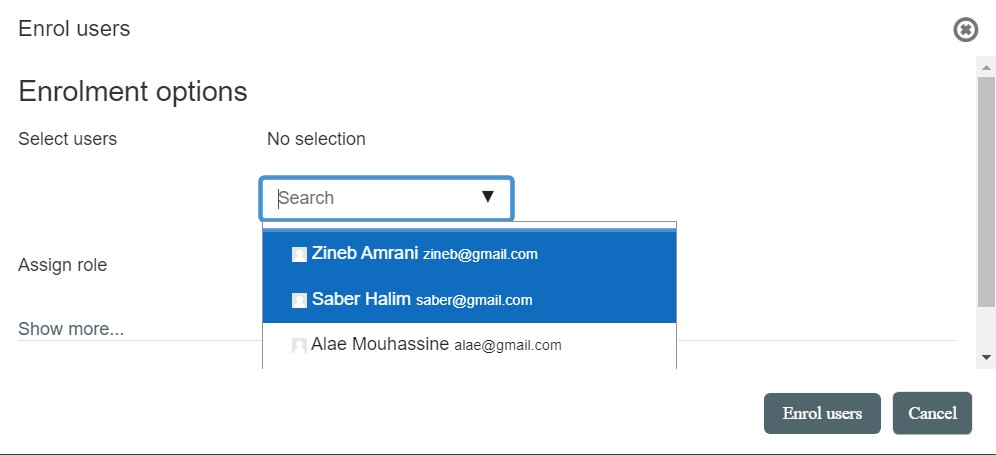 Enrol users
Enrolment options
Select users
No selection
Search
Zineb Amrani zineb@gmail.com
Saber Halim saber@gmail.com
Alae Mouhassine alae@gmail.com
Assign role
Show more...
Enrol users
Cancel